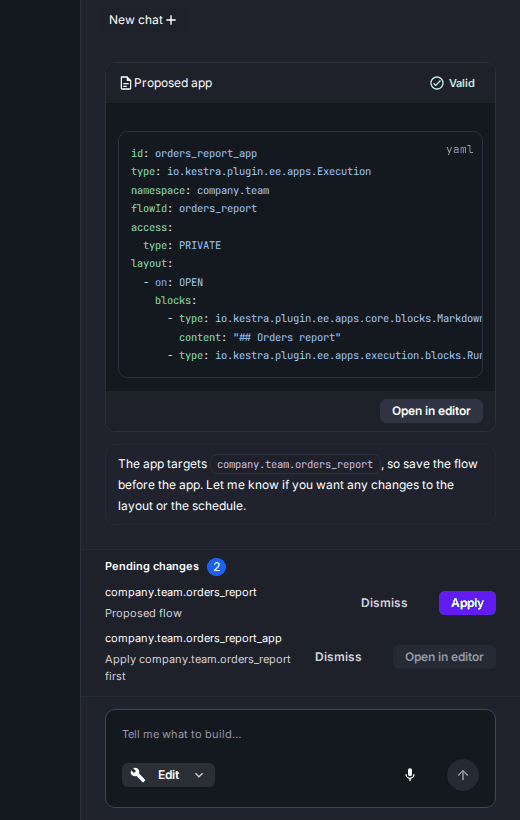 New chat +
Proposed app
Valid
yaml
id: orders_report_app
type: io.kestra.plugin.ee.apps.Execution
namespace: company.team
flowId: orders_report
access:
  type: PRIVATE
layout:
  - on: OPEN
    blocks:
      - type: io.kestra.plugin.ee.apps.core.blocks.Markdown
        content: "## Orders report"
      - type: io.kestra.plugin.ee.apps.execution.blocks.Run
Open in editor
The app targets company.team.orders_report , so save the flow
before the app. Let me know if you want any changes to the
layout or the schedule.
Pending changes 2
company.team.orders_report
Proposed flow
Dismiss
Apply
company.team.orders_report_app
Apply company.team.orders_report
first
Dismiss
Open in editor
Tell me what to build...
Edit